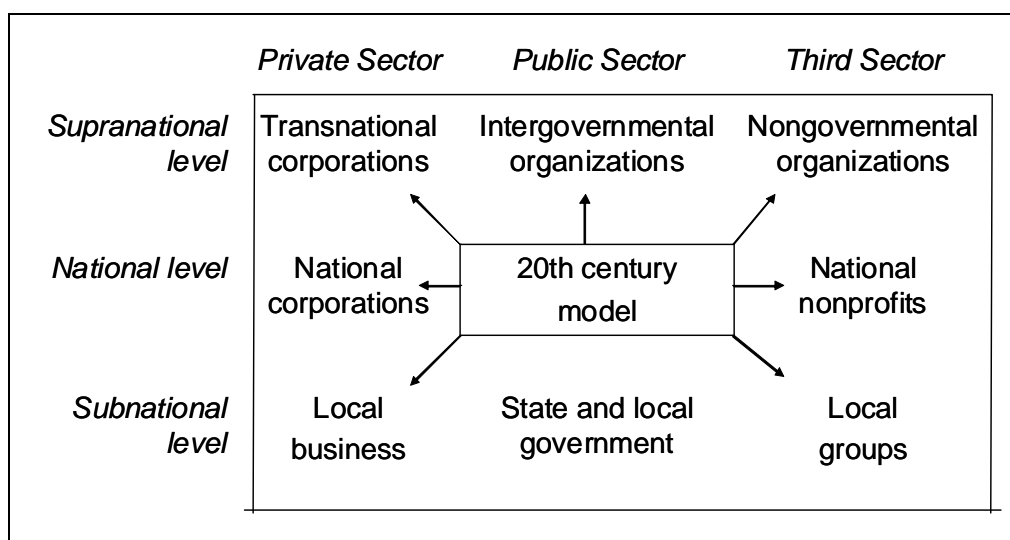 Private Sector Public Sector Third Sector
Supranational Transnational Intergovernmental Nongovernmental
level corporations organizations organizations
National level National 20th century National
corporations model nonprofits
Subnational Local State and local Local
level business government groups